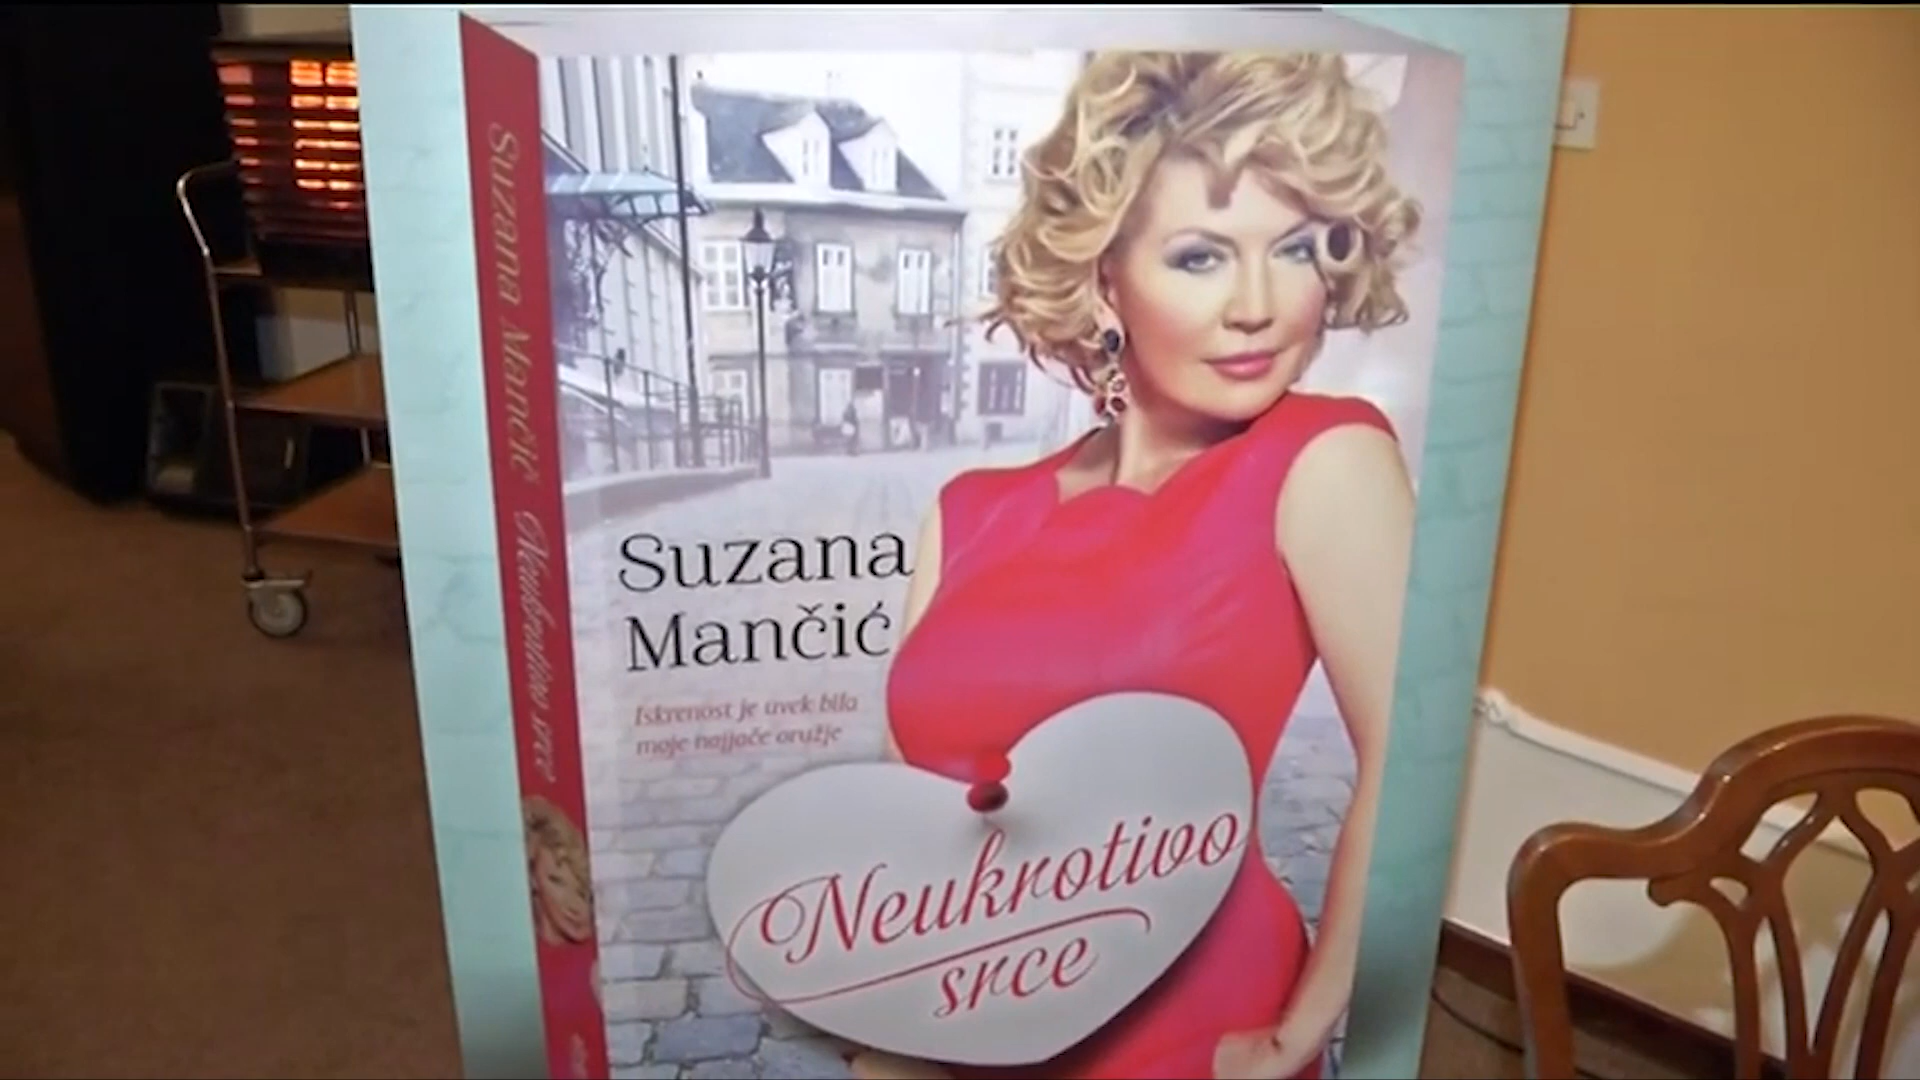 Suzana Mančić Neukrotivo srce
Suzana
Mančić
Iskrenost je uvek bila
moje najjače oružje
Neukrotivo
srce